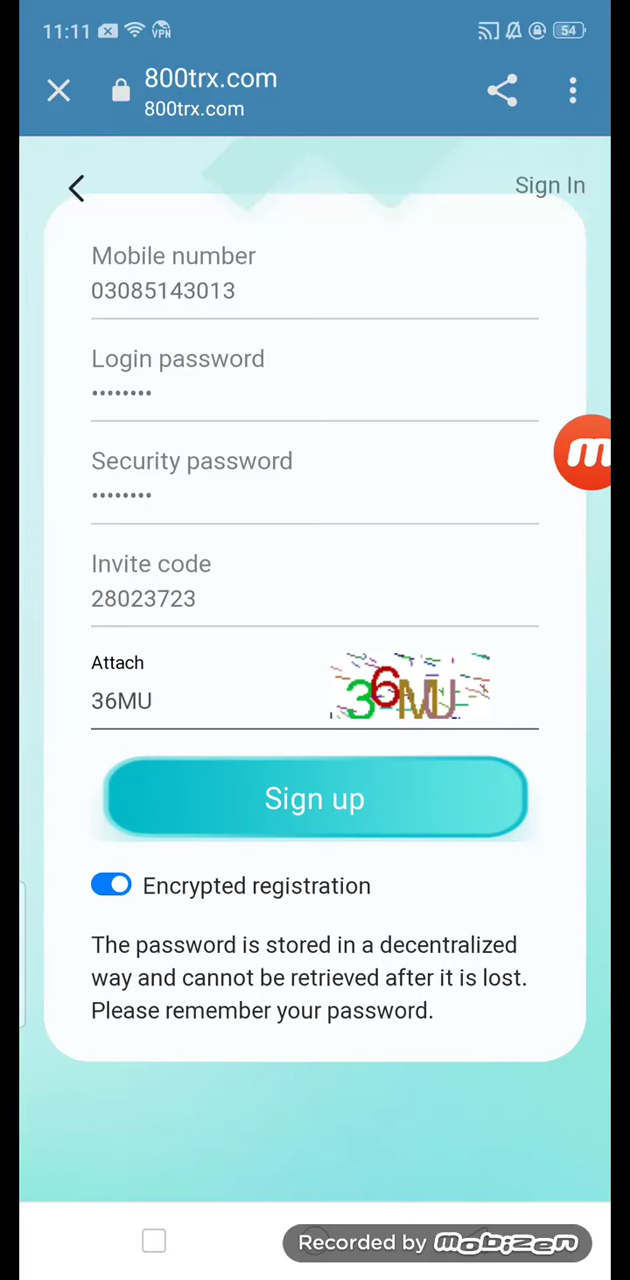 11:11 VPN 54
800trx.com
800trx.com
Sign In
Mobile number
03085143013
Login password
••••••••
m
Security password
••••••••
Invite code
28023723
Attach
36MU 36MU
Sign up
Encrypted registration
The password is stored in a decentralized
way and cannot be retrieved after it is lost.
Please remember your password.
Recorded by mobizen